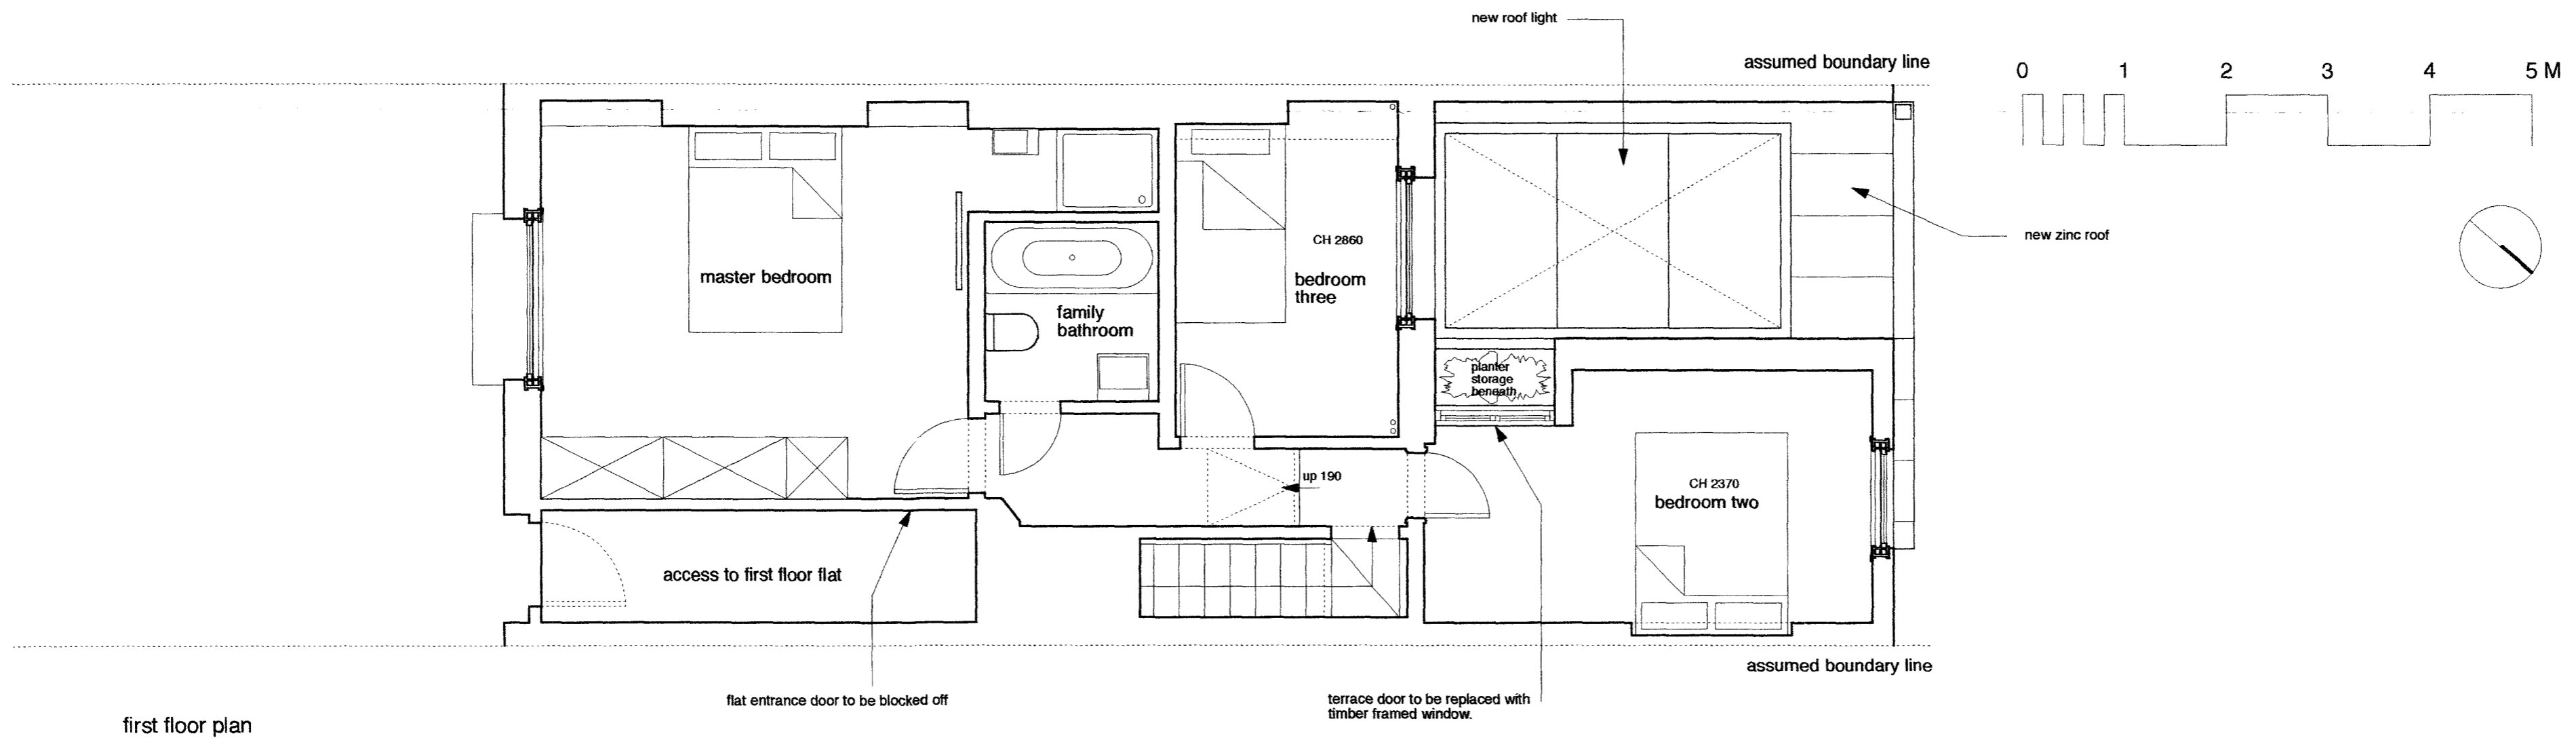 new roof light
assumed boundary line
0 1 2 3 4 5 M
new zinc roof
CH 2860
bedroom
three
master bedroom
family
bathroom
planter
storage
beneath
up 190
CH 2370
bedroom two
access to first floor flat
assumed boundary line
flat entrance door to be blocked off
terrace door to be replaced with
timber framed window.
first floor plan